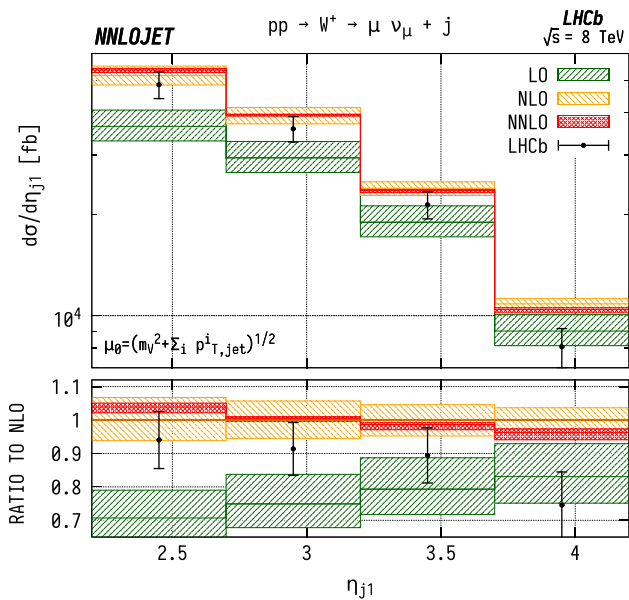 NNLOJET
pp → W⁺ → μ ν_μ + j
LHCb
√s = 8 TeV
LO
NLO
NNLO
LHCb
dσ/dη_j1 [fb]
10⁴
μ₀=(m_V²+Σ_i pⁱ_T,jet)^1/2
RATIO TO NLO
1.1
1
0.9
0.8
0.7
2.5 3 3.5 4
η_j1